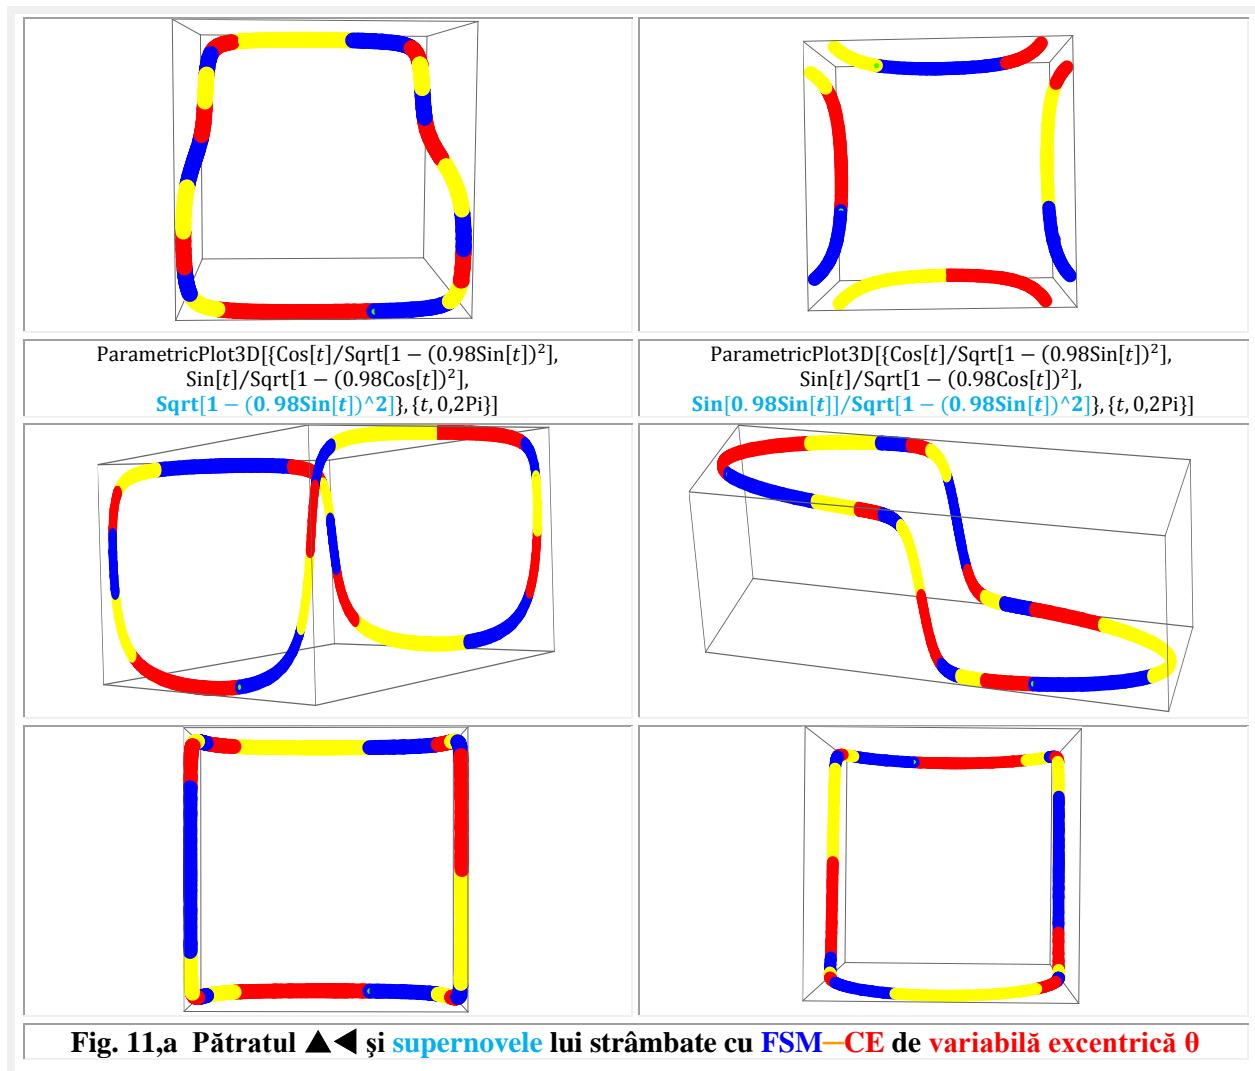 ParametricPlot3D[{Cos[t]/Sqrt[1 − (0.98Sin[t])²],
Sin[t]/Sqrt[1 − (0.98Cos[t])²],
Sqrt[1 − (0.98Sin[t])^2]}, {t, 0,2Pi}]
ParametricPlot3D[{Cos[t]/Sqrt[1 − (0.98Sin[t])²],
Sin[t]/Sqrt[1 − (0.98Cos[t])²],
Sin[0.98Sin[t]]/Sqrt[1 − (0.98Sin[t])^2]}, {t, 0,2Pi}]
Fig. 11,a Pătratul ▲◄ şi supernovele lui strâmbate cu FSM—CE de variabilă excentrică θ